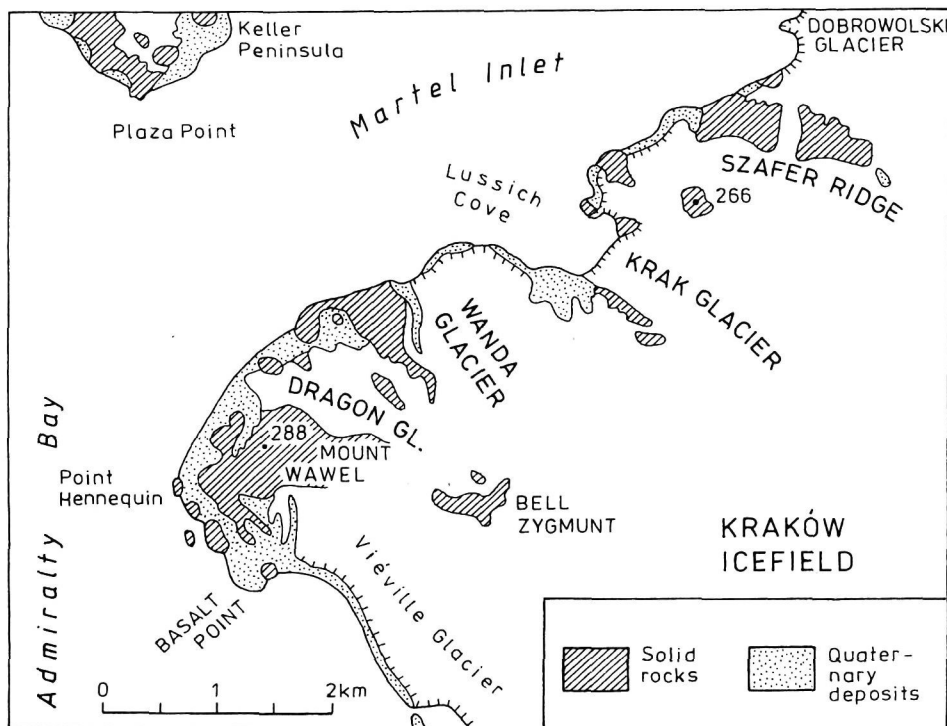 Keller
Peninsula
DOBROWOLSKI
GLACIER
Martel Inlet
Plaza Point
SZAFER RIDGE
Lussich
Cove
266
KRAK GLACIER
WANDA
GLACIER
DRAGON GL.
288
MOUNT
WAWEL
Point
Hennequin
BELL
ZYGMUNT
KRAKÓW
ICEFIELD
Admiralty Bay
BASALT
POINT
Viéville Glacier
Solid
rocks
Quater-
nary
deposits
0 1 2km